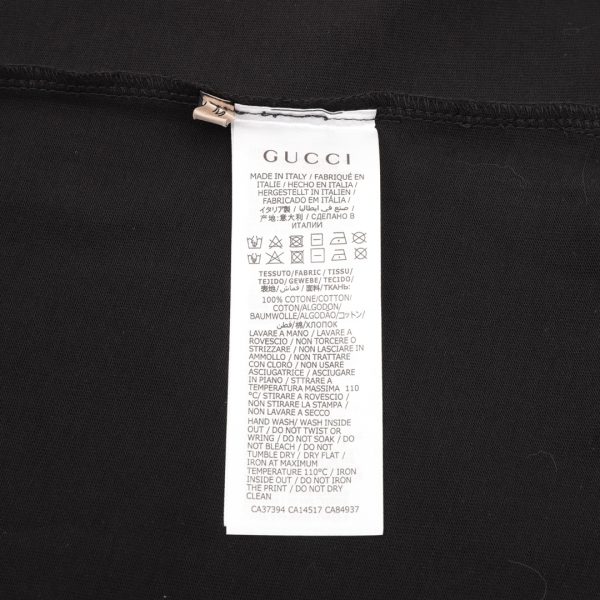 GUCCI
MADE IN ITALY / FABRIQUÉ EN
ITALIE / HECHO EN ITALIA /
HERGESTELLT IN ITALIEN /
FABRICADO EM ITÁLIA /
イタリア製 / صنع في ايطاليا /
产地:意大利 / СДЕЛАНО В
ИТАЛИИ
TESSUTO/FABRIC / TISSU/
TEJIDO/ GEWEBE/ TECIDO/
表地/ قماش/ 面料/ТКАНЬ:
100% COTONE/COTTON/
COTON/ALGODON/
BAUMWOLLE/ALGODÃO/コットン/
قطن/棉/ХЛОПОК
LAVARE A MANO / LAVARE A
ROVESCIO / NON TORCERE O
STRIZZARE / NON LASCIARE IN
AMMOLLO / NON TRATTARE
CON CLORO / NON USARE
ASCIUGATRICE / ASCIUGARE
IN PIANO / STTRARE A
TEMPERATURA MASSIMA 110
°C/ STIRARE A ROVESCIO /
NON STIRARE LA STAMPA /
NON LAVARE A SECCO
HAND WASH/ WASH INSIDE
OUT / DO NOT TWIST OR
WRING / DO NOT SOAK / DO
NOT BLEACH / DO NOT
TUMBLE DRY / DRY FLAT /
IRON AT MAXIMUM
TEMPERATURE 110°C / IRON
INSIDE OUT / DO NOT IRON
THE PRINT / DO NOT DRY
CLEAN
CA37394 CA14517 CA84937